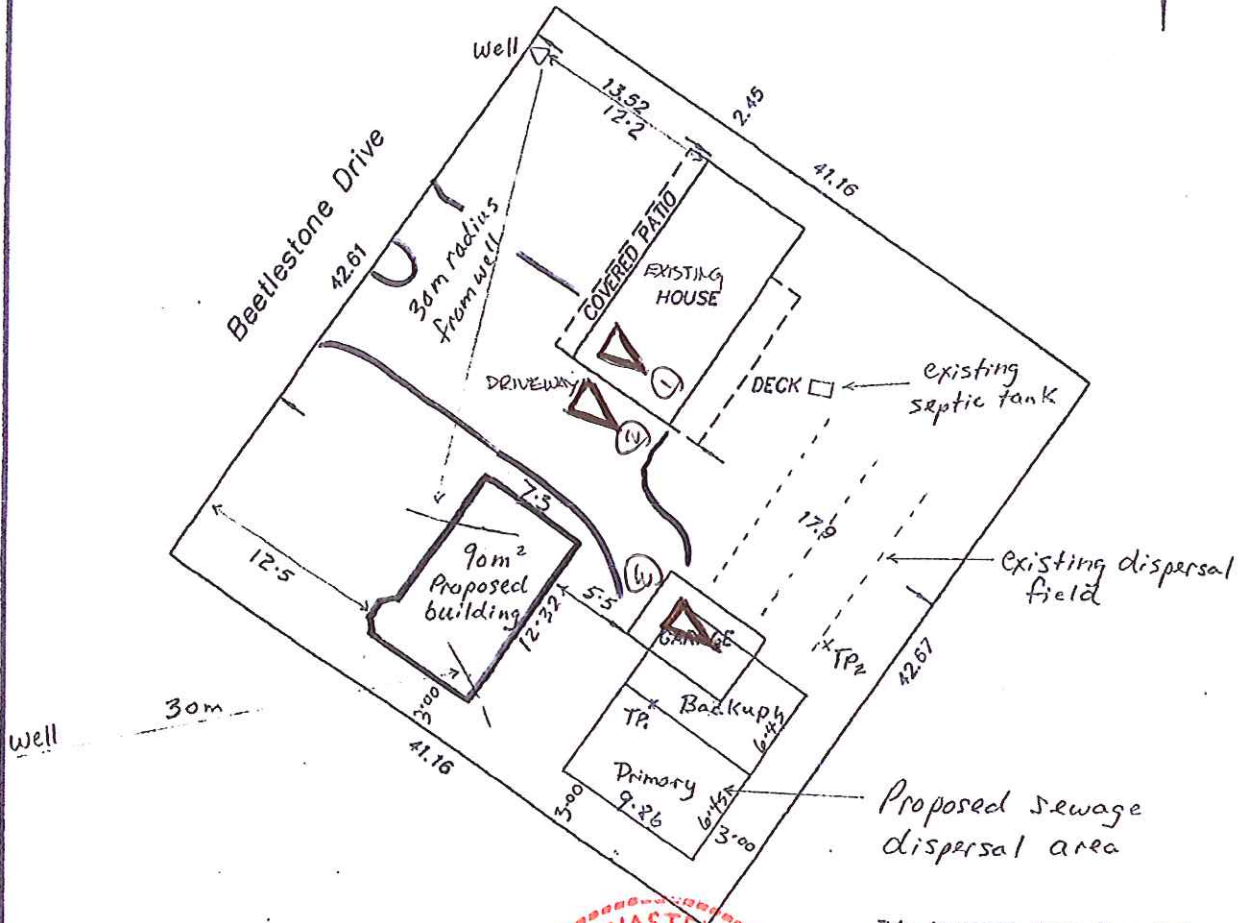 Well
13.52
12.2
2.45
41.16
Beetlestone Drive
42.61
30m radius
from well
COVERED PATIO
EXISTING
HOUSE
1
DRIVEWAY
2
DECK
existing
septic tank
17.9
7.3
90m²
Proposed
building
12.5
12.32
5.5
3
GARAGE
existing dispersal
field
TP2
42.67
TP1
Backup
6.45
Primary
9.86
6.45
3.00
3.00
3.00
30m
Well
41.16
Proposed sewage
dispersal area